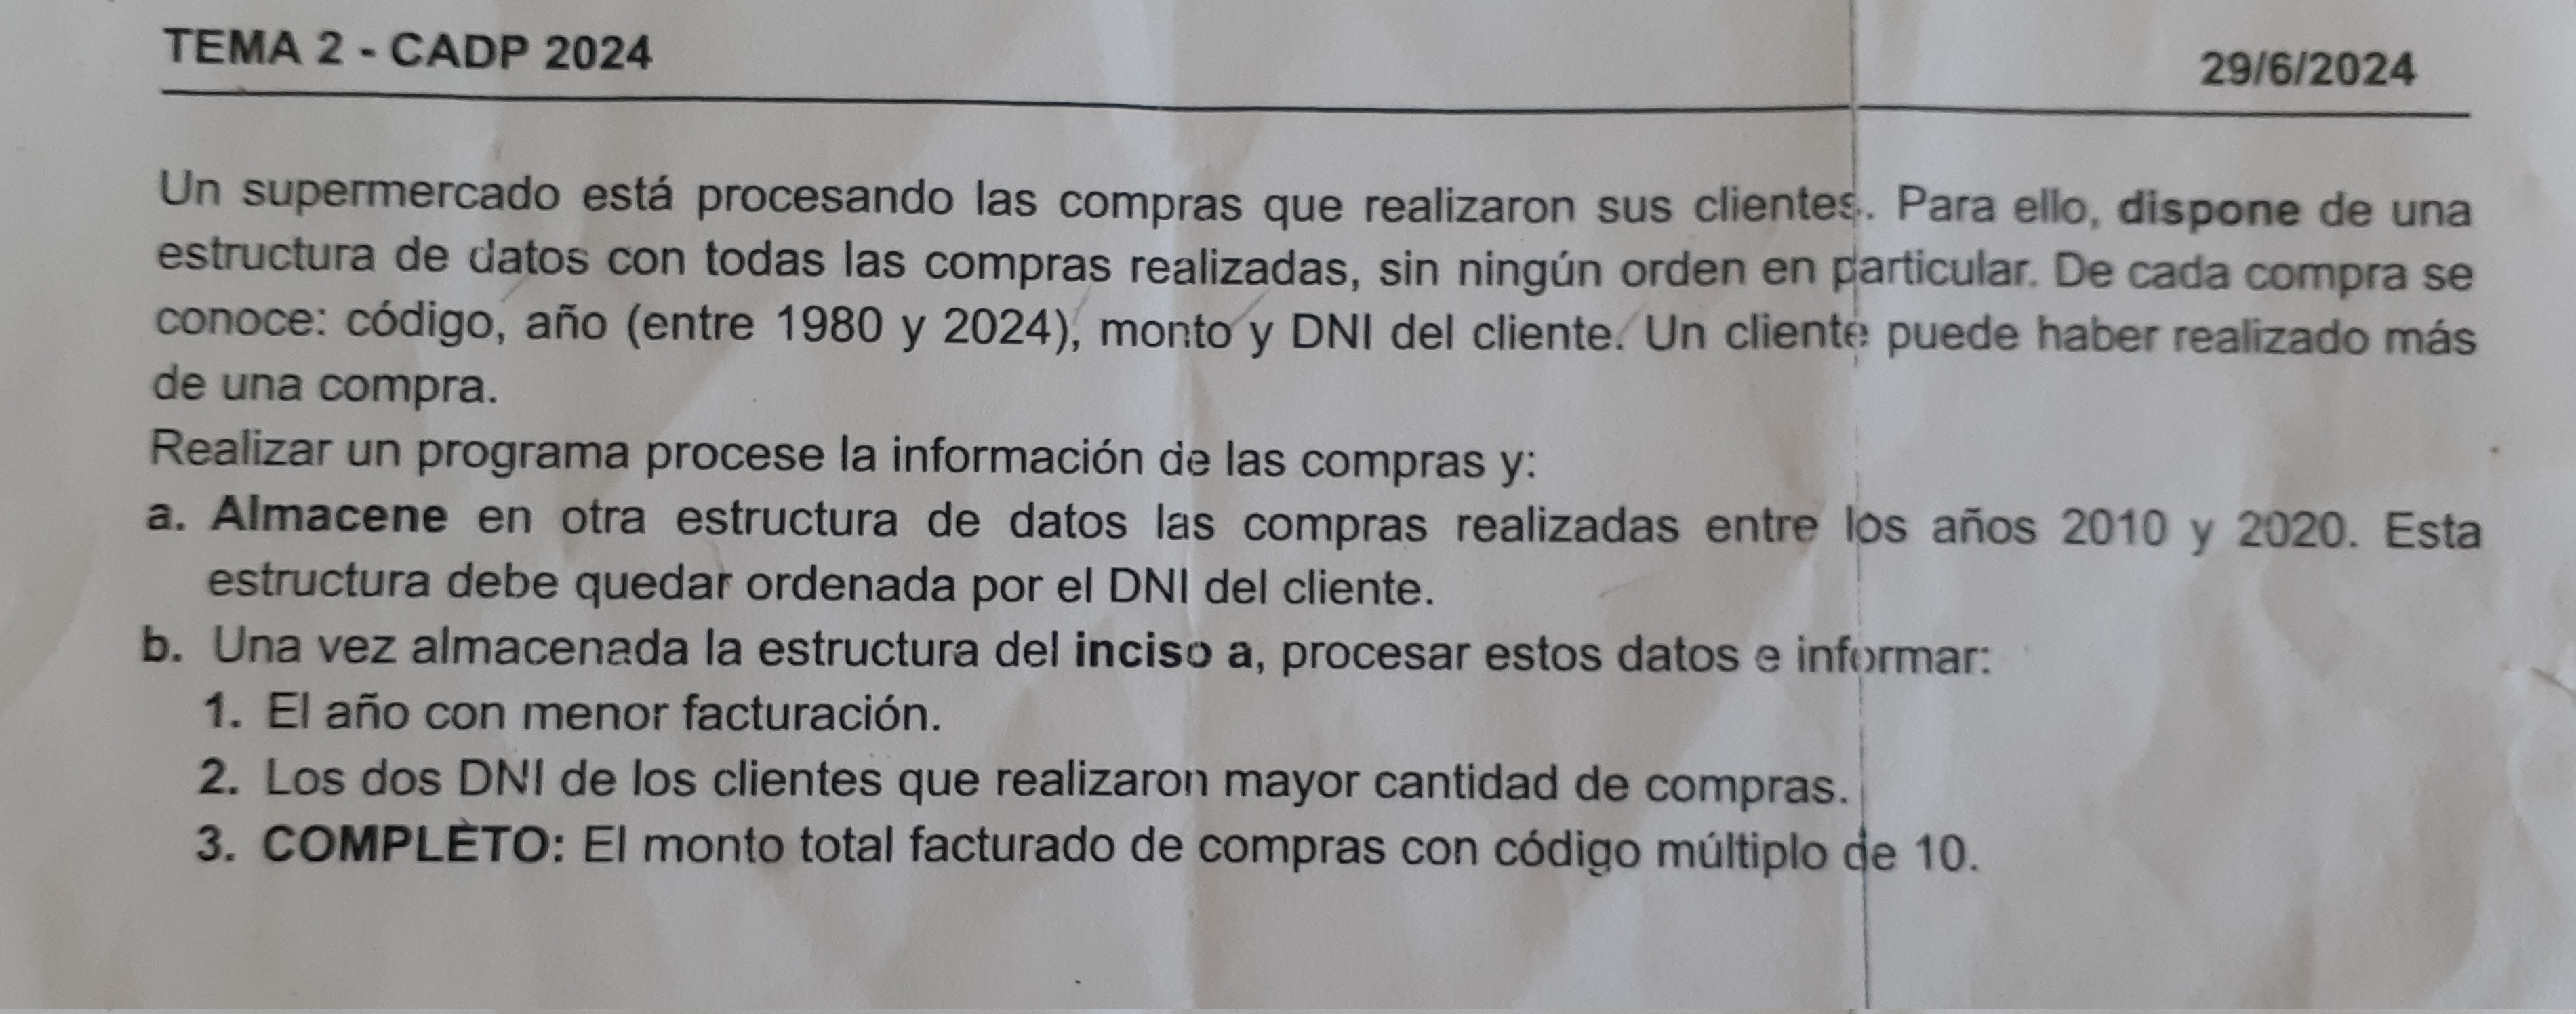 TEMA 2 - CADP 2024
29/6/2024
Un supermercado está procesando las compras que realizaron sus clientes. Para ello, dispone de una
estructura de datos con todas las compras realizadas, sin ningún orden en particular. De cada compra se
conoce: código, año (entre 1980 y 2024), monto y DNI del cliente. Un cliente puede haber realizado más
de una compra.
Realizar un programa procese la información de las compras y:
a. Almacene en otra estructura de datos las compras realizadas entre los años 2010 y 2020. Esta
estructura debe quedar ordenada por el DNI del cliente.
b. Una vez almacenada la estructura del inciso a, procesar estos datos e informar:
1. El año con menor facturación.
2. Los dos DNI de los clientes que realizaron mayor cantidad de compras.
3. COMPLETO: El monto total facturado de compras con código múltiplo de 10.